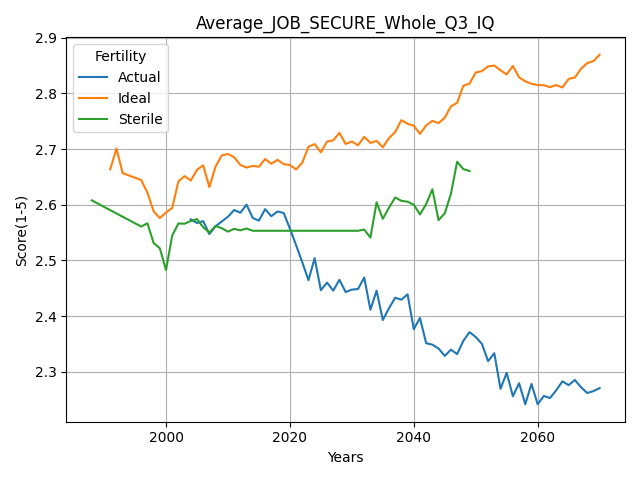 Average_JOB_SECURE_Whole_Q3_IQ
Fertility
Actual
Ideal
Sterile
Score(1-5)
2.9
2.8
2.7
2.6
2.5
2.4
2.3
2000
2020
2040
2060
Years